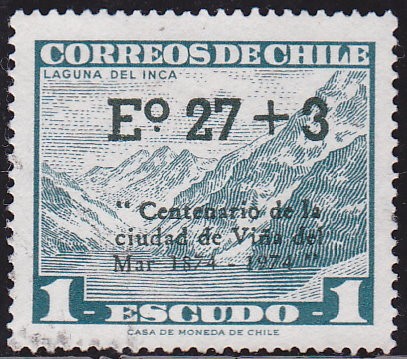 CORREOS DE CHILE
LAGUNA DEL INCA
Eº 27 + 3
" Centenario de la
ciudad de Viña del
Mar 1874 - 1974 "
1 - ESCUDO - 1
CASA DE MONEDA DE CHILE